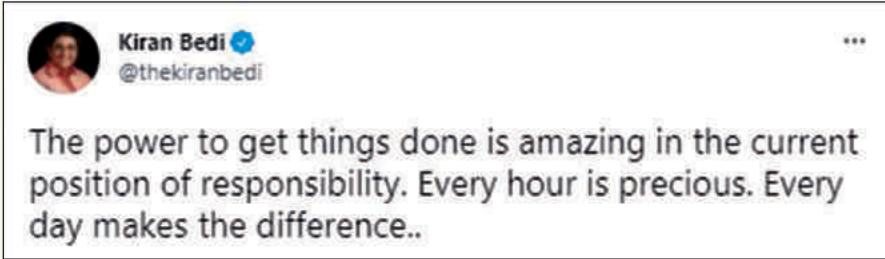 Kiran Bedi
@thekiranbedi
The power to get things done is amazing in the current
position of responsibility. Every hour is precious. Every
day makes the difference..